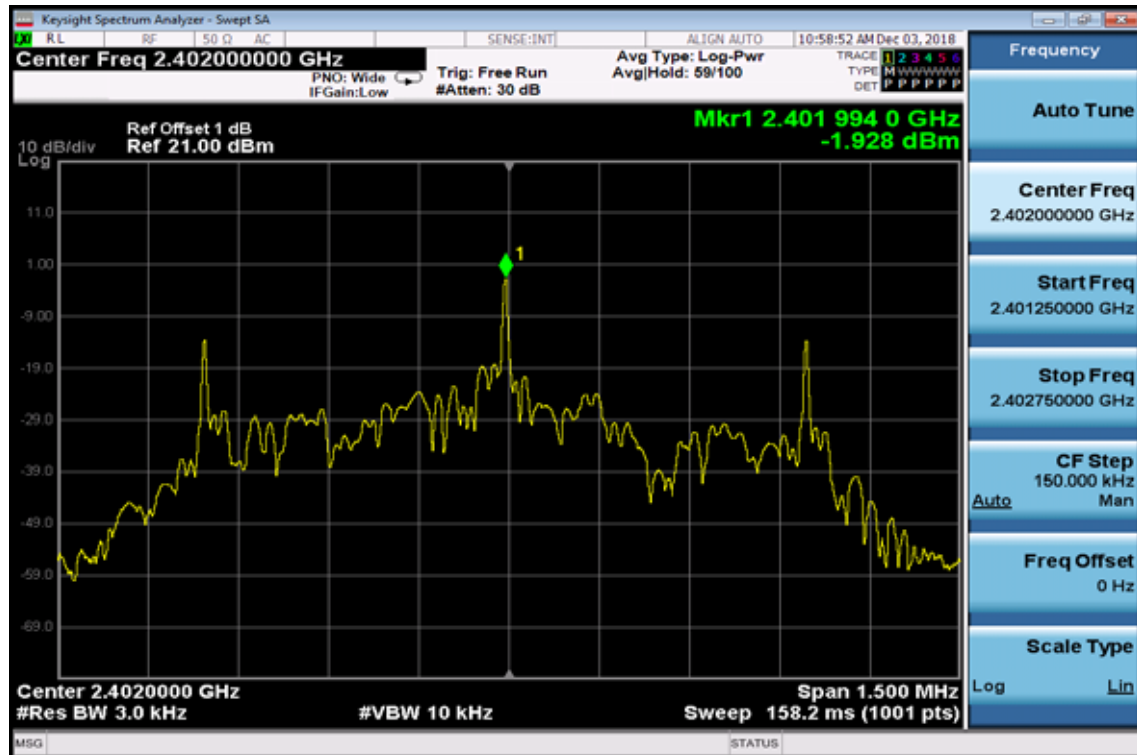 Keysight Spectrum Analyzer - Swept SA
RL RF 50 Ω AC SENSE:INT ALIGN AUTO 10:58:52 AM Dec 03, 2018
Center Freq 2.402000000 GHz
PNO: Wide
IFGain:Low
Trig: Free Run
#Atten: 30 dB
Avg Type: Log-Pwr
Avg|Hold: 59/100
TRACE 1 2 3 4 5 6
TYPE M WWWWW
DET P P P P P P
Mkr1 2.401 994 0 GHz
-1.928 dBm
Ref Offset 1 dB
10 dB/div Ref 21.00 dBm
Log
1
11.0
1.00
-9.00
-19.0
-29.0
-39.0
-49.0
-59.0
-69.0
Center 2.4020000 GHz Span 1.500 MHz
#Res BW 3.0 kHz #VBW 10 kHz Sweep 158.2 ms (1001 pts)
MSG STATUS
Frequency
Auto Tune
Center Freq
2.402000000 GHz
Start Freq
2.401250000 GHz
Stop Freq
2.402750000 GHz
CF Step
150.000 kHz
Auto Man
Freq Offset
0 Hz
Scale Type
Log Lin